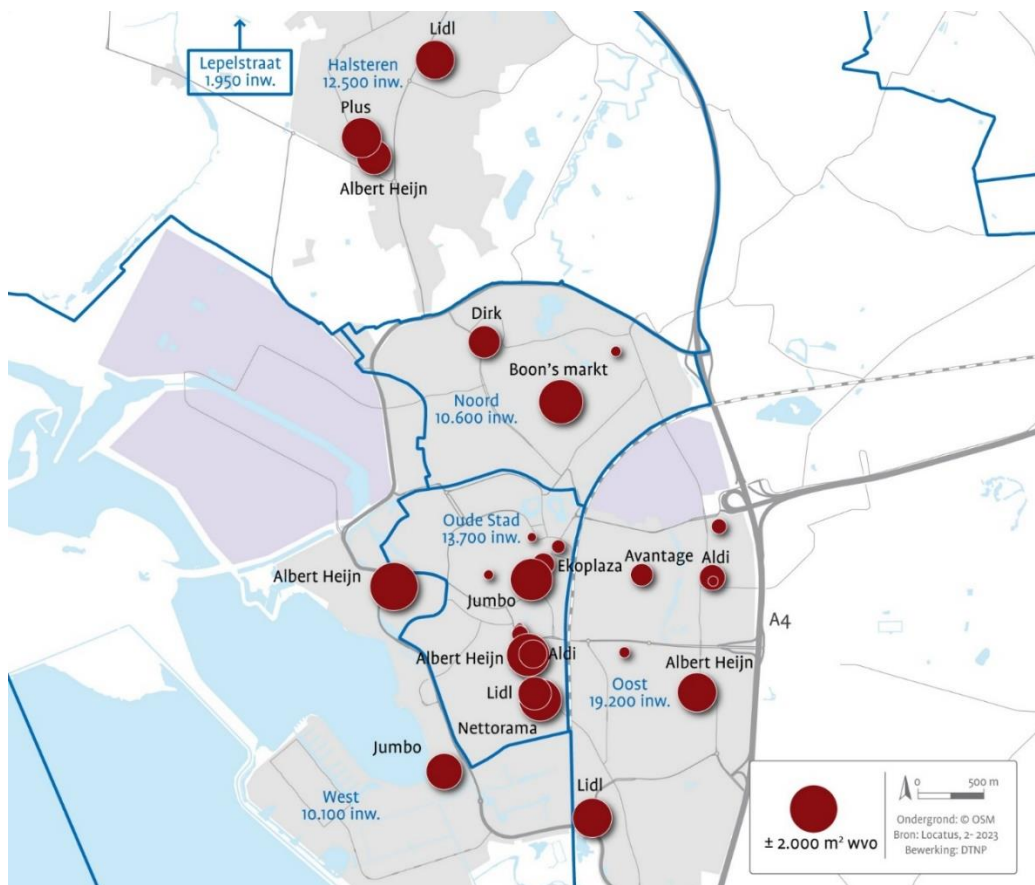 Lidl
Lepelstraat
1.950 inw.
Halsteren
12.500 inw.
Plus
Albert Heijn
Dirk
Boon's markt
Noord
10.600 inw.
Oude Stad
13.700 inw.
Ekoplaza
Avantage
Aldi
Albert Heijn
Jumbo
A4
Albert Heijn
Aldi
Albert Heijn
Lidl
Oost
19.200 inw.
Nettorama
Jumbo
West
10.100 inw.
Lidl
0 500 m
± 2.000 m² wvo
Ondergrond: © OSM
Bron: Locatus, 2- 2023
Bewerking: DTNP